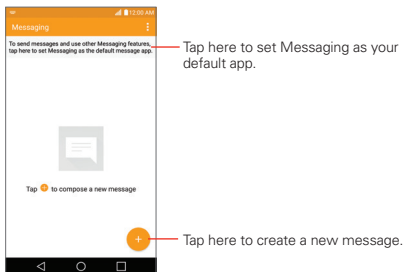 12:00 AM
Messaging
To send messages and use other Messaging features,
tap here to set Messaging as the default message app.
Tap here to set Messaging as your
default app.
Tap + to compose a new message
+
Tap here to create a new message.